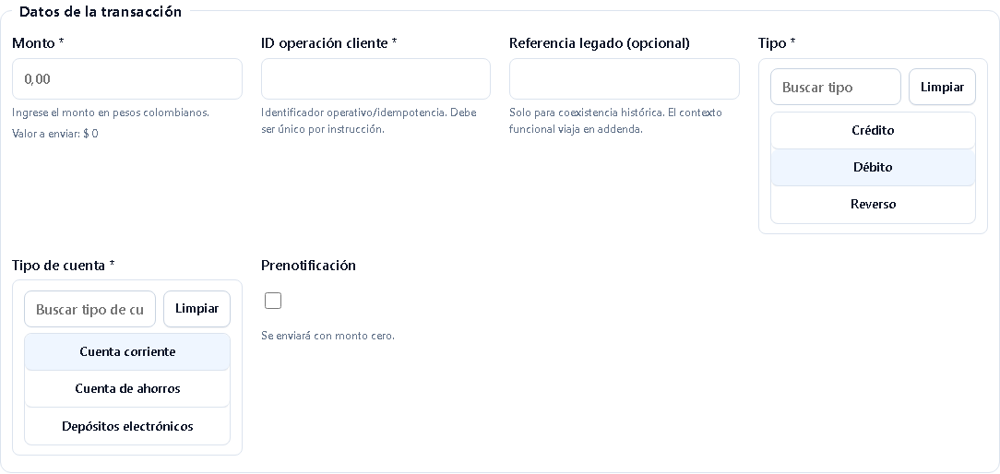 Datos de la transacción
Monto *
0,00
Ingrese el monto en pesos colombianos.
Valor a enviar: $ 0
ID operación cliente *
Identificador operativo/idempotencia. Debe
ser único por instrucción.
Referencia legado (opcional)
Solo para coexistencia histórica. El contexto
funcional viaja en addenda.
Tipo *
Buscar tipo
Limpiar
Crédito
Débito
Reverso
Tipo de cuenta *
Buscar tipo de cu
Limpiar
Cuenta corriente
Cuenta de ahorros
Depósitos electrónicos
Prenotificación
Se enviará con monto cero.